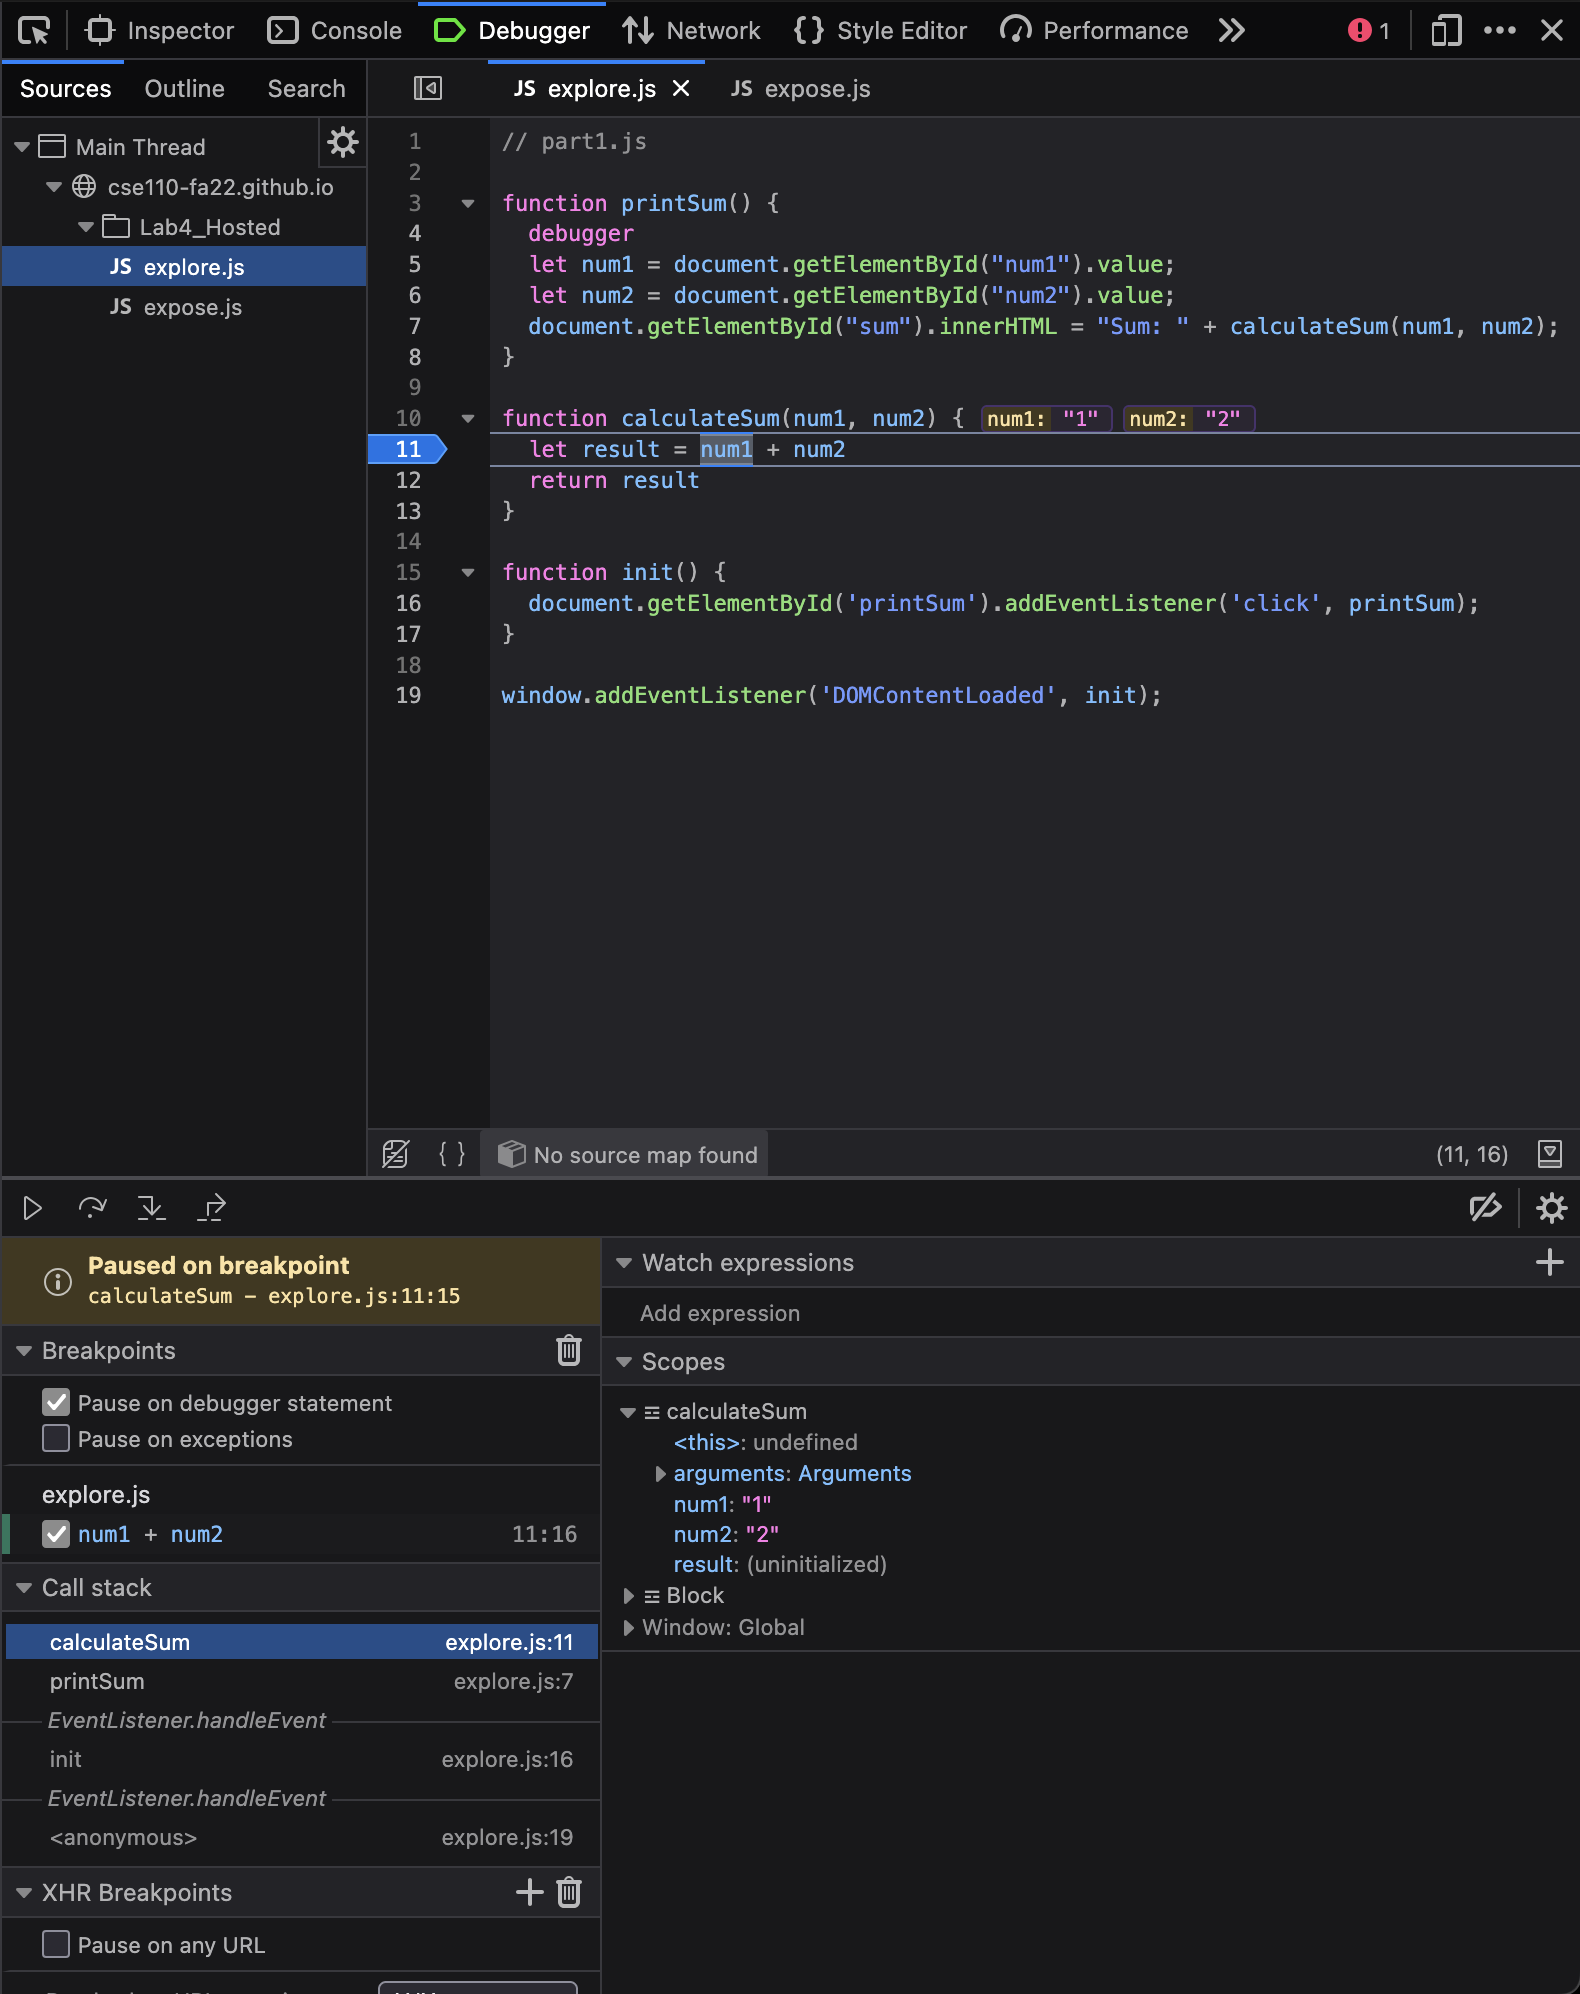 Inspector Console Debugger Network Style Editor Performance 1
Sources Outline Search
JS explore.js JS expose.js
Main Thread
cse110-fa22.github.io
Lab4_Hosted
JS explore.js
JS expose.js
1 // part1.js
2
3 function printSum() {
4 debugger
5 let num1 = document.getElementById("num1").value;
6 let num2 = document.getElementById("num2").value;
7 document.getElementById("sum").innerHTML = "Sum: " + calculateSum(num1, num2);
8 }
9
10 function calculateSum(num1, num2) { num1: "1" num2: "2"
11 let result = num1 + num2
12 return result
13 }
14
15 function init() {
16 document.getElementById('printSum').addEventListener('click', printSum);
17 }
18
19 window.addEventListener('DOMContentLoaded', init);
{ } No source map found (11, 16)
Paused on breakpoint
calculateSum – explore.js:11:15
Breakpoints
Pause on debugger statement
Pause on exceptions
explore.js
num1 + num2 11:16
Call stack
calculateSum explore.js:11
printSum explore.js:7
EventListener.handleEvent
init explore.js:16
EventListener.handleEvent
<anonymous> explore.js:19
XHR Breakpoints
Pause on any URL
Watch expressions
Add expression
Scopes
calculateSum
<this>: undefined
arguments: Arguments
num1: "1"
num2: "2"
result: (uninitialized)
Block
Window: Global